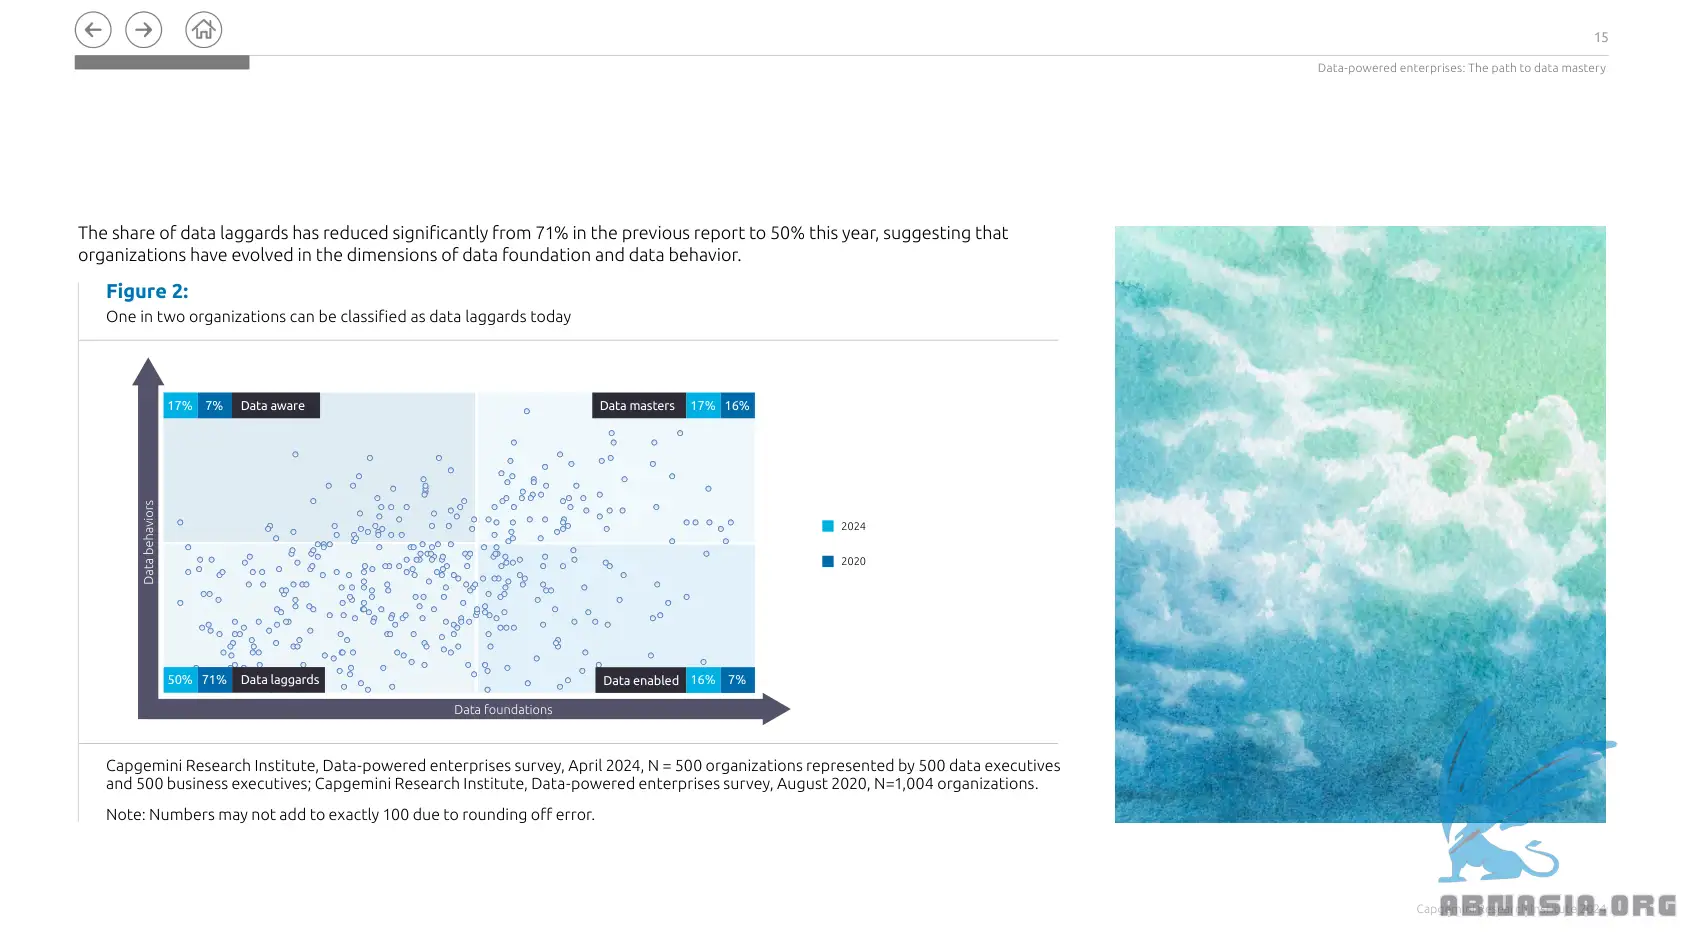 15
Data-powered enterprises: The path to data mastery
The share of data laggards has reduced significantly from 71% in the previous report to 50% this year, suggesting that
organizations have evolved in the dimensions of data foundation and data behavior.
Figure 2:
One in two organizations can be classified as data laggards today
17% 7% Data aware
Data masters 17% 16%
Data behaviors
2024
2020
50% 71% Data laggards
Data enabled 16% 7%
Data foundations
Capgemini Research Institute, Data-powered enterprises survey, April 2024, N = 500 organizations represented by 500 data executives
and 500 business executives; Capgemini Research Institute, Data-powered enterprises survey, August 2020, N=1,004 organizations.
Note: Numbers may not add to exactly 100 due to rounding off error.
Capgemini Research Institute 2024
ABMASIA.ORG